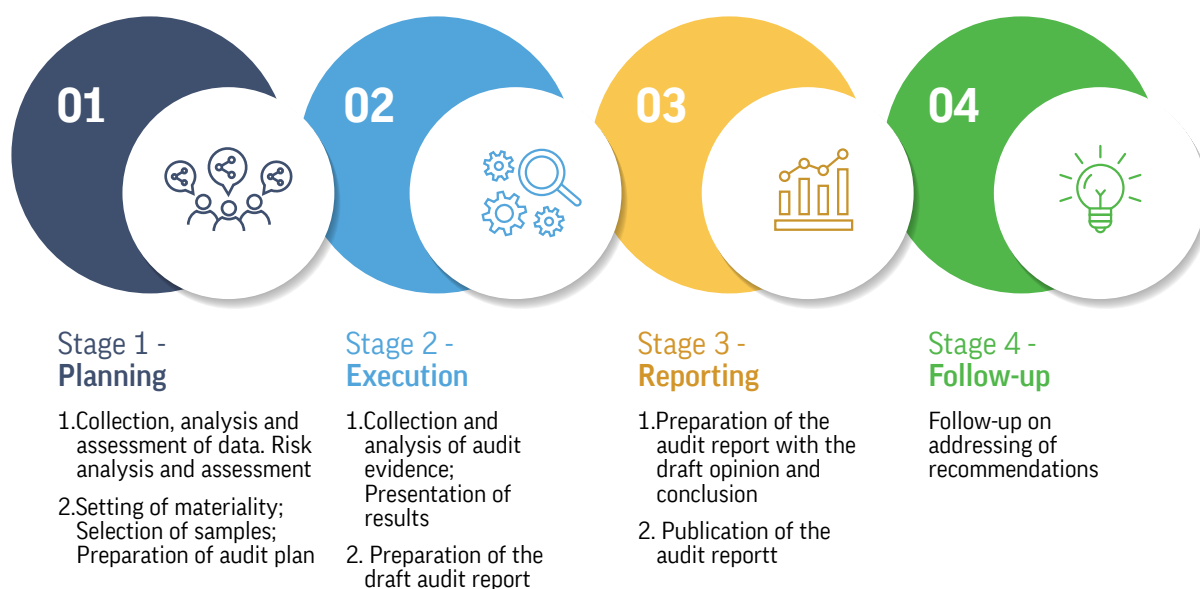 01
02
03
04
Stage 1 -
Planning
1.Collection, analysis and
assessment of data. Risk
analysis and assessment
2.Setting of materiality;
Selection of samples;
Preparation of audit plan
Stage 2 -
Execution
1.Collection and
analysis of audit
evidence;
Presentation of
results
2. Preparation of the
draft audit report
Stage 3 -
Reporting
1.Preparation of the
audit report with the
draft opinion and
conclusion
2. Publication of the
audit reportt
Stage 4 -
Follow-up
Follow-up on
addressing of
recommendations